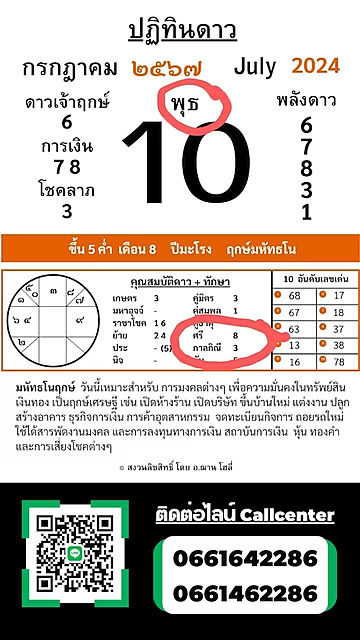 ปฏิทินดาว
กรกฎาคม ๒๕๖๗ July 2024
ดาวเจ้าฤกษ์
6
การเงิน
7 8
โชคลาภ
3
พุธ
10
พลังดาว
6
7
8
3
1
ขึ้น 5 ค่ำ เดือน 8 ปีมะโรง ฤกษ์มหัทธโน
คุณสมบัติดาว + ทักษา
เกษตร 3 คู่มิตร 3
มหาอุจจ์ - คู่สมพล 1
ราชาโชค 1 6 คู่ธาตุ
ย้าย 2 4 ศรี 8
ประ - (5) กาลกิณี 3
นิจ -
10 อันดับเลขเด่น
68 17
67 18
63 37
13 38
16 78
มหัทธโนฤกษ์ วันนี้เหมาะสำหรับ การมงคลต่างๆ เพื่อความมั่นคงในทรัพย์สิน
เงินทอง เป็นฤกษ์เศรษฐี เช่น เปิดห้างร้าน เปิดบริษัท ขึ้นบ้านใหม่ แต่งงาน ปลูก
สร้างอาคาร ธุรกิจการเงิน การค้าอุตสาหกรรม จดทะเบียนกิจการ ถอยรถใหม่
ใช้ได้สารพัดงานมงคล และการลงทุนทางการเงิน สถาบันการเงิน หุ้น ทองคำ
และการเสี่ยงโชคต่างๆ
© สงวนลิขสิทธิ์ โดย อ.ฌาน โฮลี่
ติดต่อไลน์ Callcenter
0661642286
0661462286
LINE